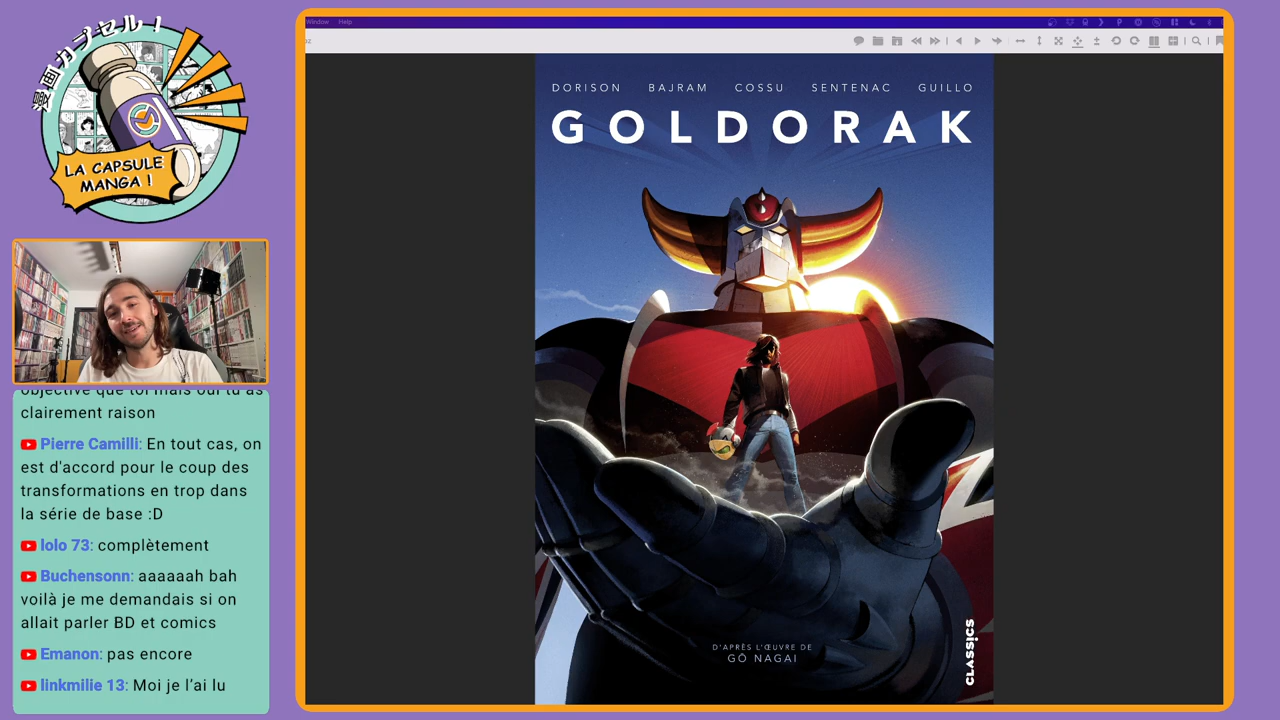 漫画カプセル！
LA CAPSULE
MANGA !
objective que toi mais oui tu as
clairement raison
Pierre Camilli: En tout cas, on
est d'accord pour le coup des
transformations en trop dans
la série de base :D
lolo 73: complètement
Buchensonn: aaaaaah bah
voilà je me demandais si on
allait parler BD et comics
Emanon: pas encore
linkmilie 13: Moi je l'ai lu
Window Help
DORISON BAJRAM COSSU SENTENAC GUILLO
GOLDORAK
D'APRÈS L'ŒUVRE DE
GÔ NAGAI
CLASSICS